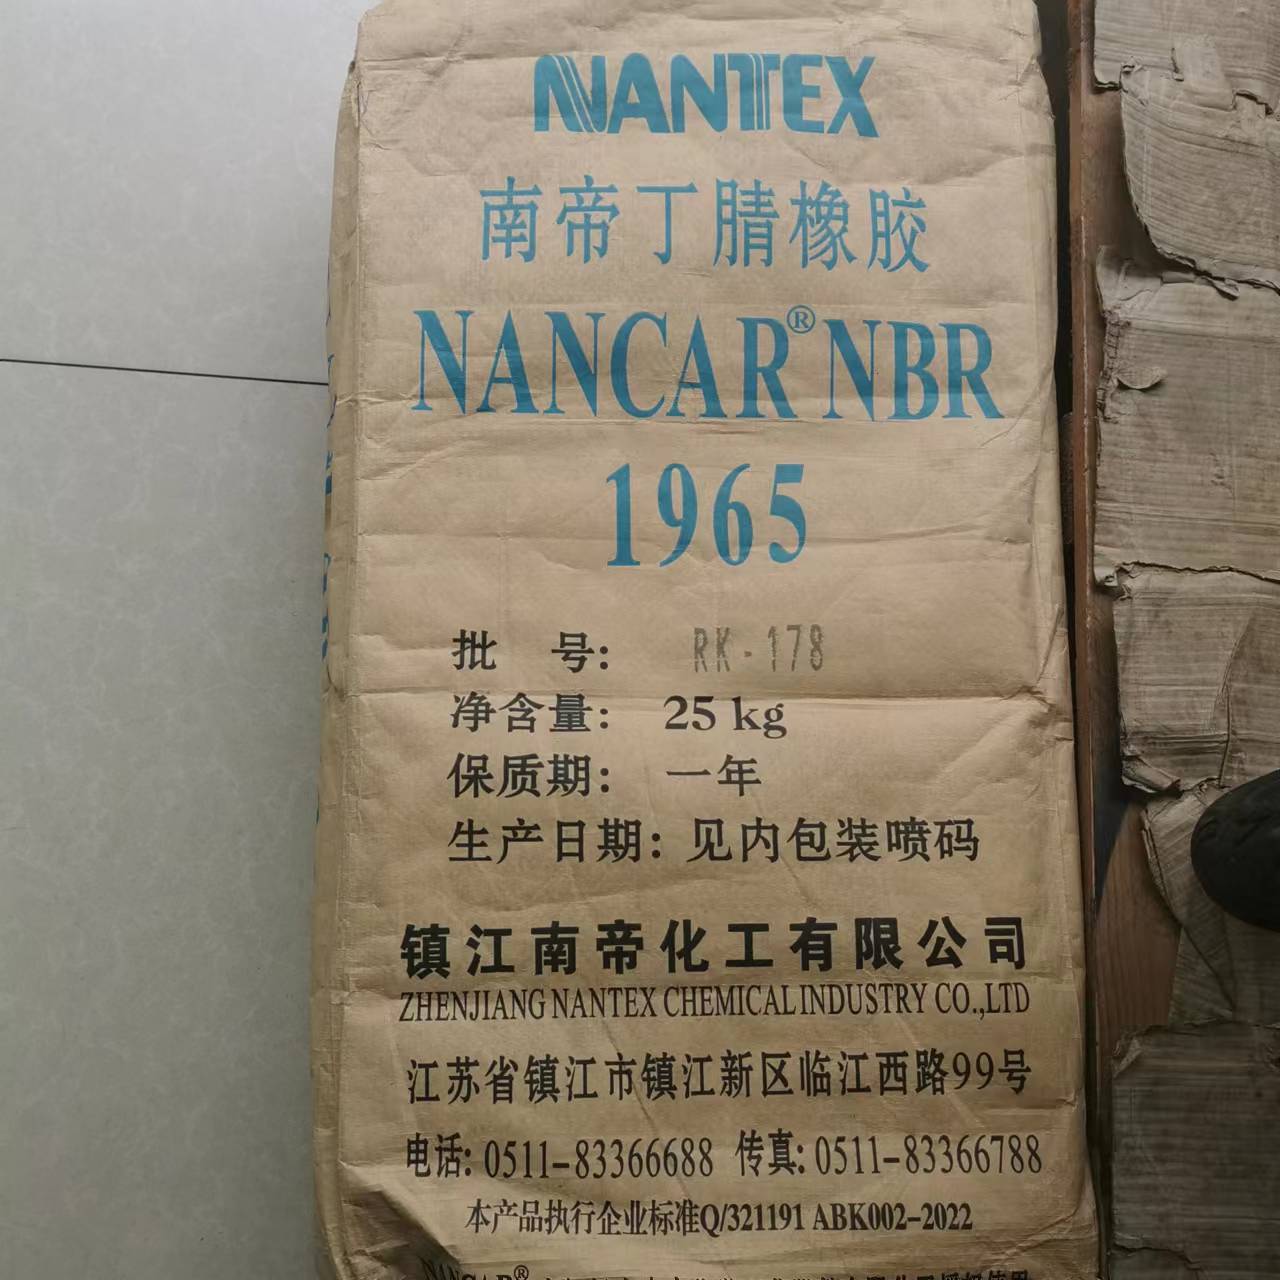 NANTEX
南帝丁腈橡胶
NANCAR® NBR
1965
批 号: RK-178
净含量: 25 kg
保质期: 一年
生产日期: 见内包装喷码
镇江南帝化工有限公司
ZHENJIANG NANTEX CHEMICAL INDUSTRY CO.,LTD
江苏省镇江市镇江新区临江西路99号
电话: 0511-83366688 传真: 0511-83366788
本产品执行企业标准Q/321191 ABK002-2022
NANCAR®